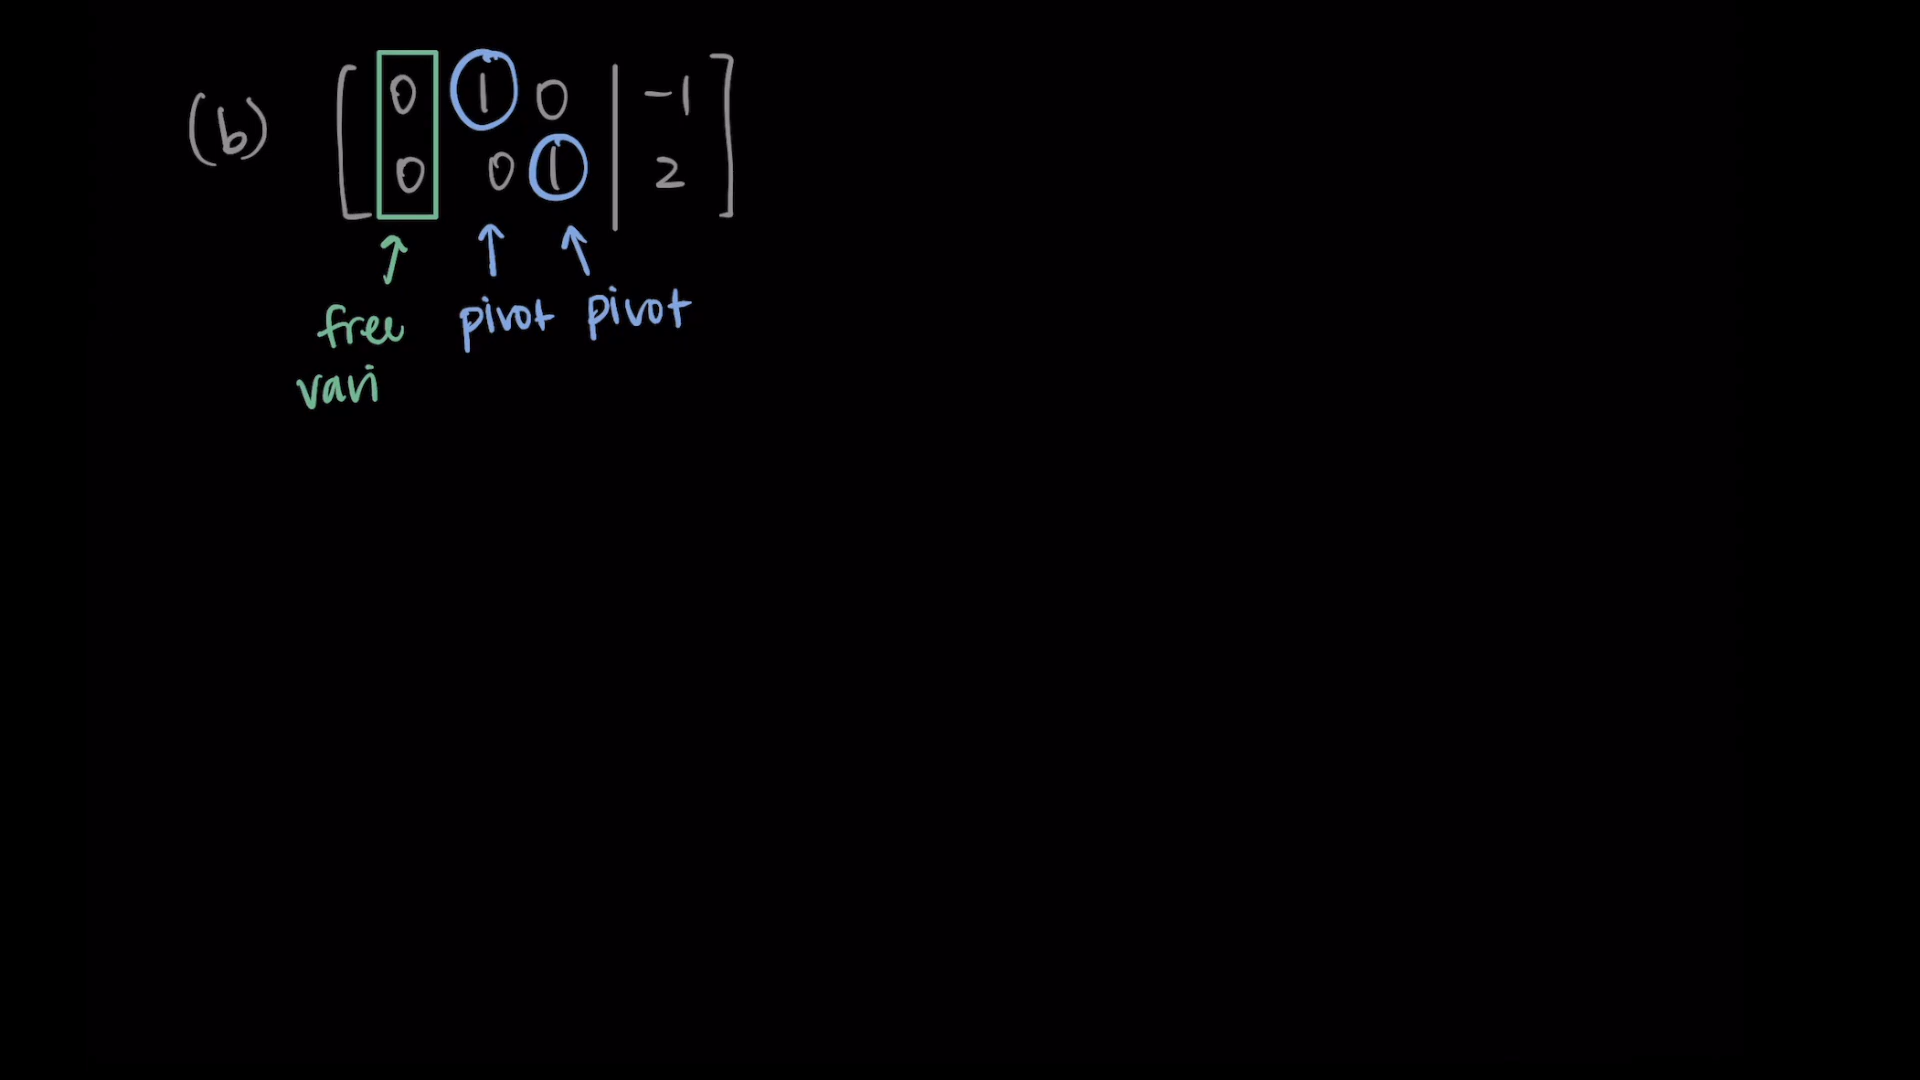 (b) [ 0 1 0 | -1 ]
0 0 1 | 2
free pivot pivot
vari